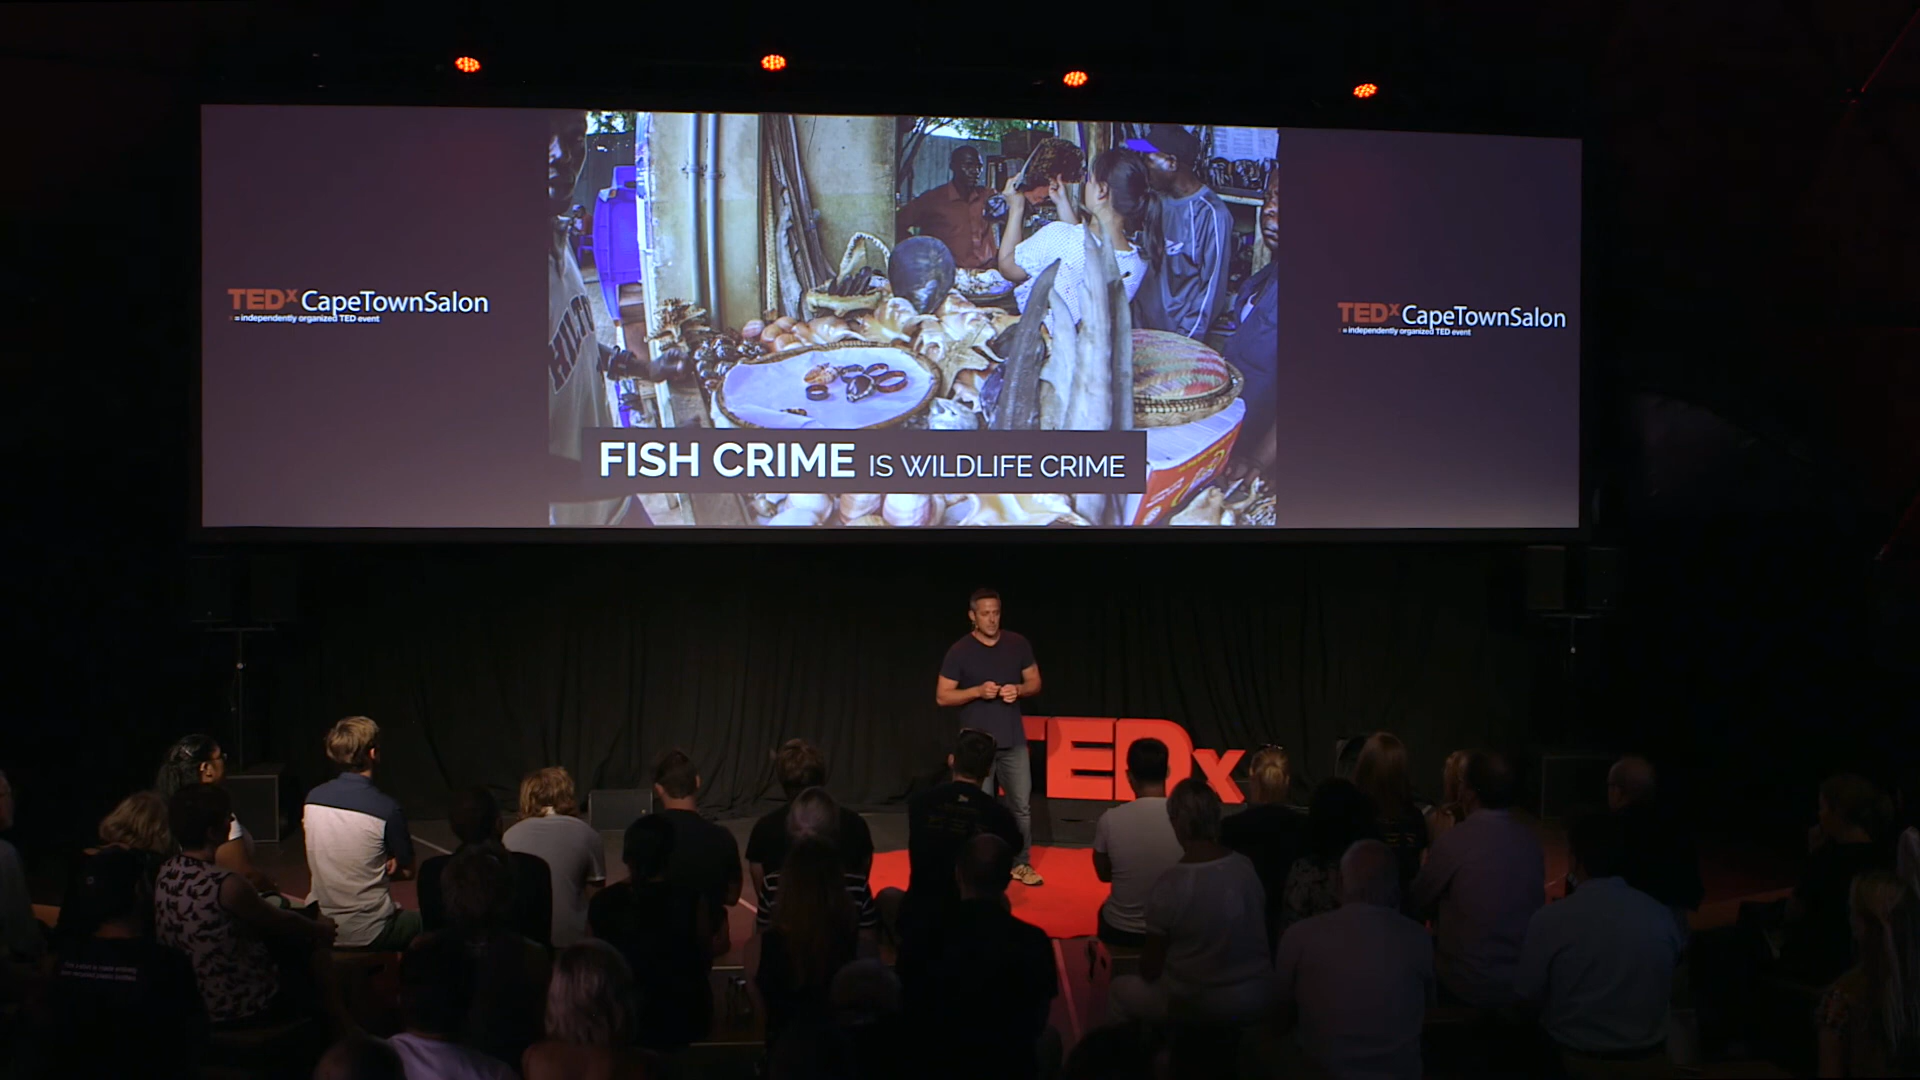 TEDx CapeTownSalon
x = independently organized TED event
FISH CRIME IS WILDLIFE CRIME
TEDx CapeTownSalon
x = independently organized TED event
TEDx